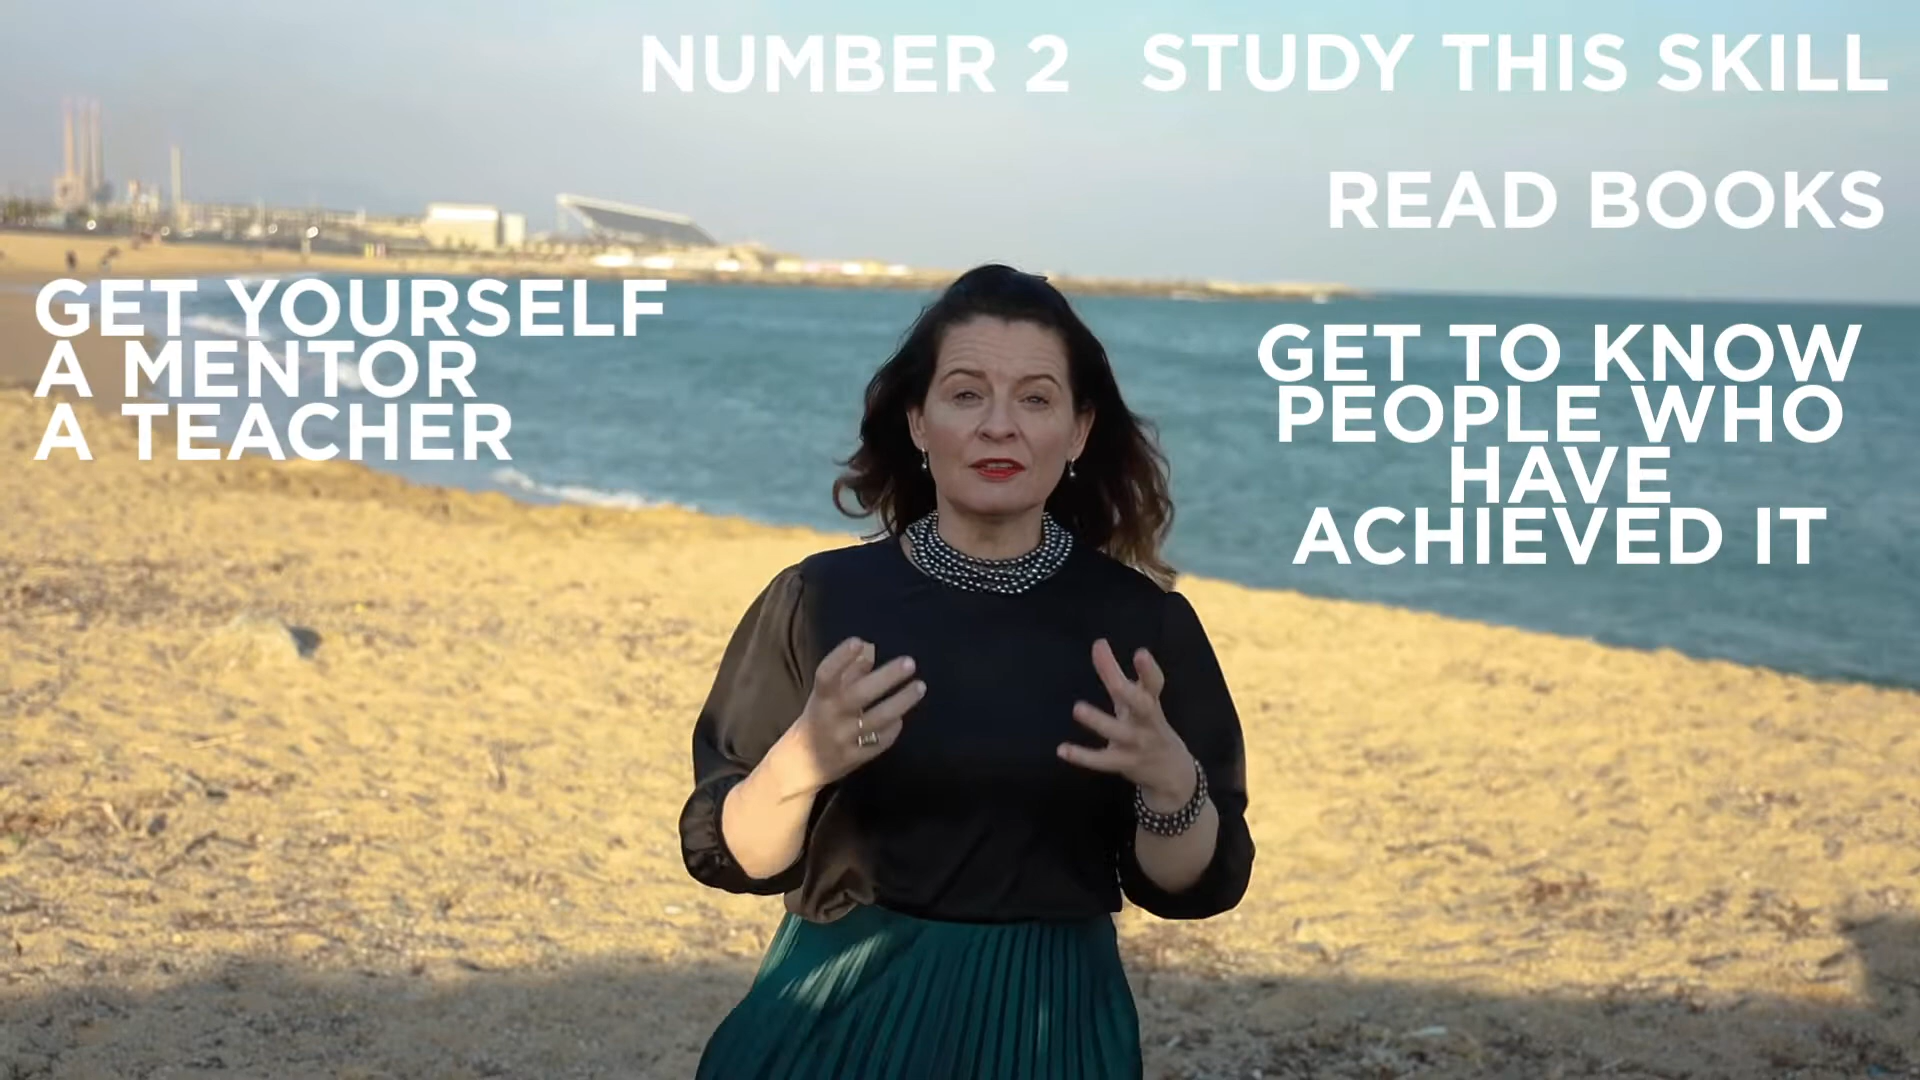 NUMBER 2 STUDY THIS SKILL
READ BOOKS
GET YOURSELF
A MENTOR
A TEACHER
GET TO KNOW
PEOPLE WHO
HAVE
ACHIEVED IT